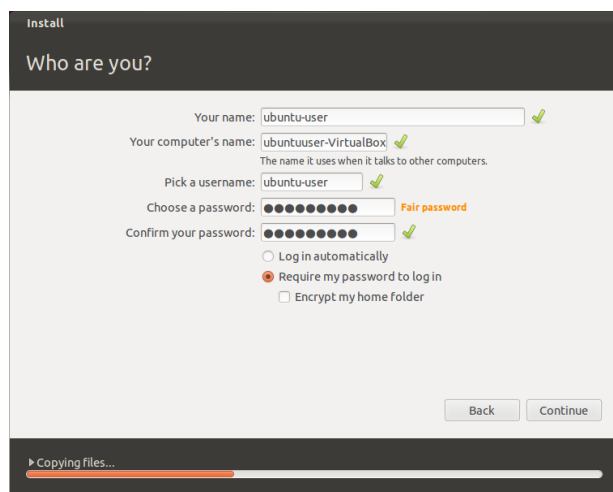 Install
Who are you?
Your name: ubuntu-user
Your computer's name: ubuntuuser-VirtualBox
The name it uses when it talks to other computers.
Pick a username: ubuntu-user
Choose a password: ●●●●●●●●● Fair password
Confirm your password: ●●●●●●●●●
Log in automatically
Require my password to log in
Encrypt my home folder
Back Continue
Copying files...